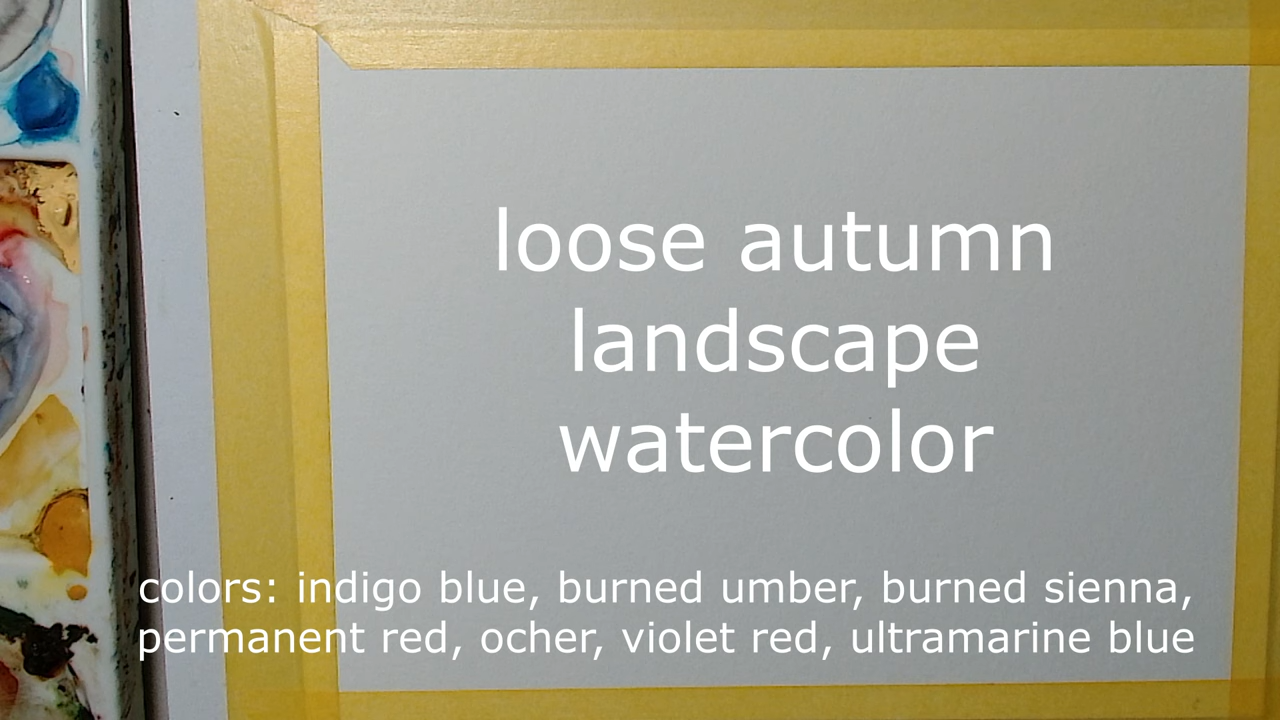 loose autumn
landscape
watercolor
colors: indigo blue, burned umber, burned sienna,
permanent red, ocher, violet red, ultramarine blue